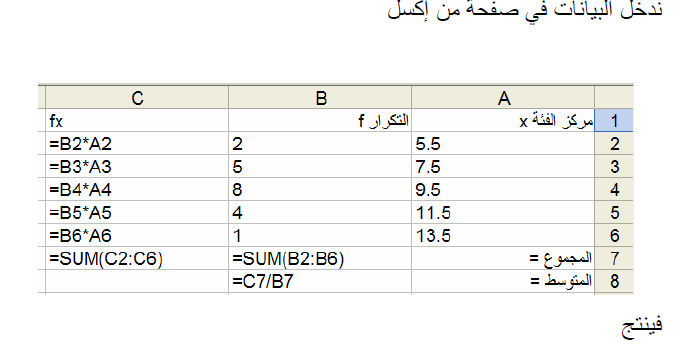 ندخل البيانات في صفحة من إكسل
A B C
1 مركز الفئة x التكرار f fx
2 5.5 2 =B2*A2
3 7.5 5 =B3*A3
4 9.5 8 =B4*A4
5 11.5 4 =B5*A5
6 13.5 1 =B6*A6
7 المجموع = =SUM(B2:B6) =SUM(C2:C6)
8 المتوسط = =C7/B7
فينتج